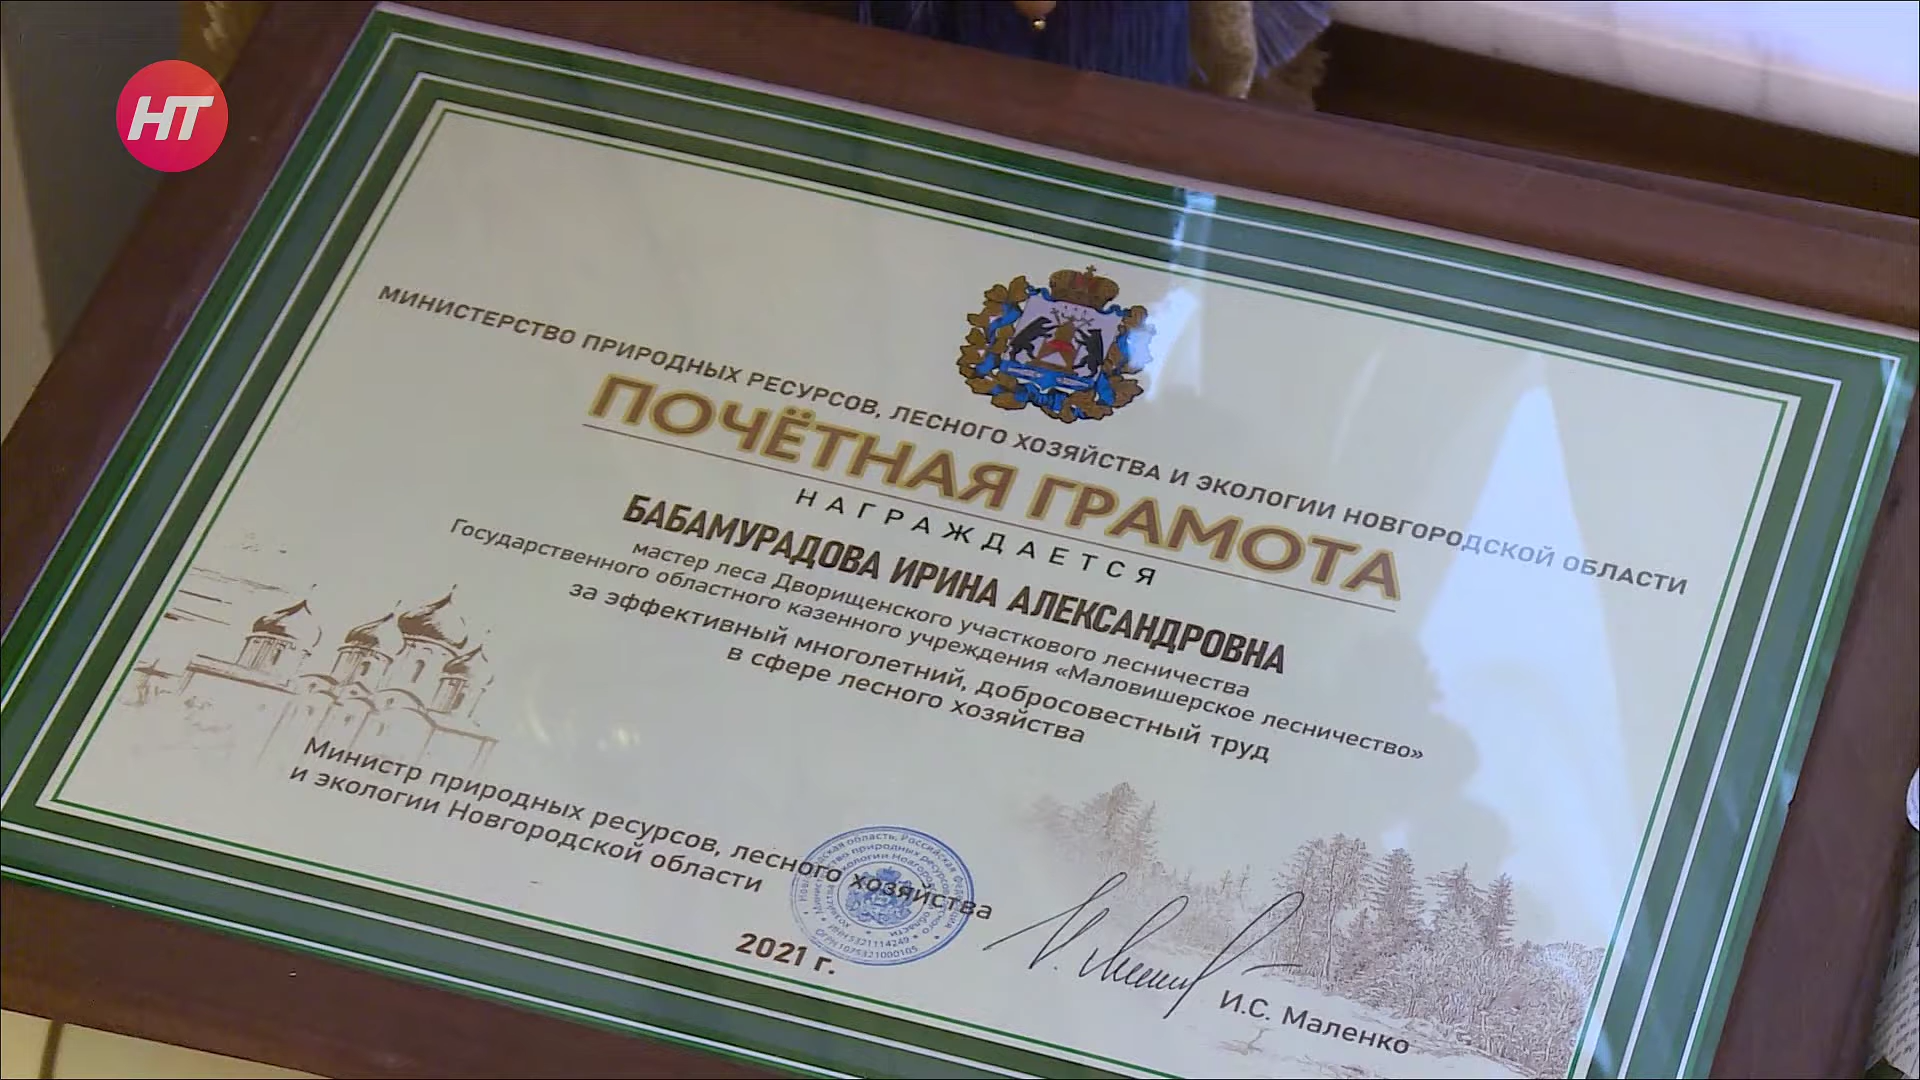 НТ
МИНИСТЕРСТВО ПРИРОДНЫХ РЕСУРСОВ, ЛЕСНОГО ХОЗЯЙСТВА И ЭКОЛОГИИ НОВГОРОДСКОЙ ОБЛАСТИ
ПОЧЁТНАЯ ГРАМОТА
НАГРАЖДАЕТСЯ
БАБАМУРАДОВА ИРИНА АЛЕКСАНДРОВНА
мастер леса Дворищенского участкового лесничества
Государственного областного казенного учреждения «Маловишерское лесничество»
за эффективный многолетний, добросовестный труд
в сфере лесного хозяйства
Министр природных ресурсов, лесного хозяйства
и экологии Новгородской области
2021 г.
И.С. Маленко